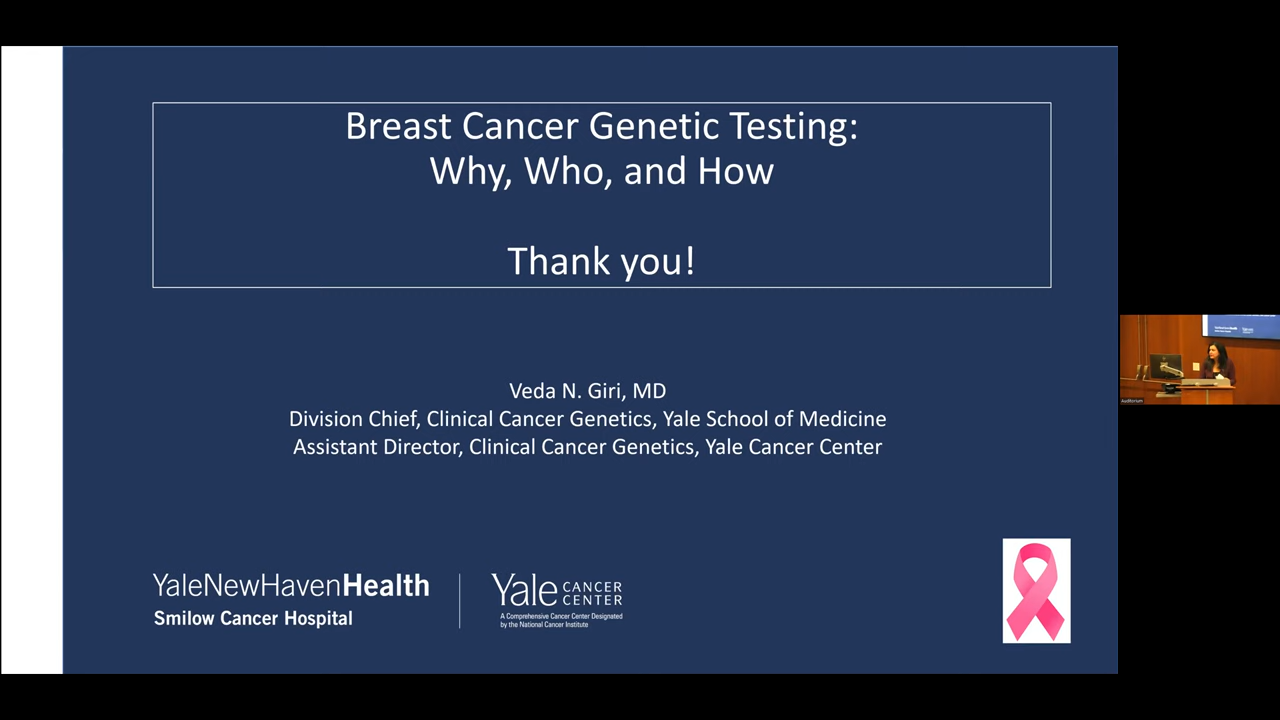 Breast Cancer Genetic Testing:
Why, Who, and How
Thank you!
Veda N. Giri, MD
Division Chief, Clinical Cancer Genetics, Yale School of Medicine
Assistant Director, Clinical Cancer Genetics, Yale Cancer Center
YaleNewHavenHealth
Smilow Cancer Hospital
Yale CANCER CENTER
A Comprehensive Cancer Center Designated
by the National Cancer Institute
Auditorium